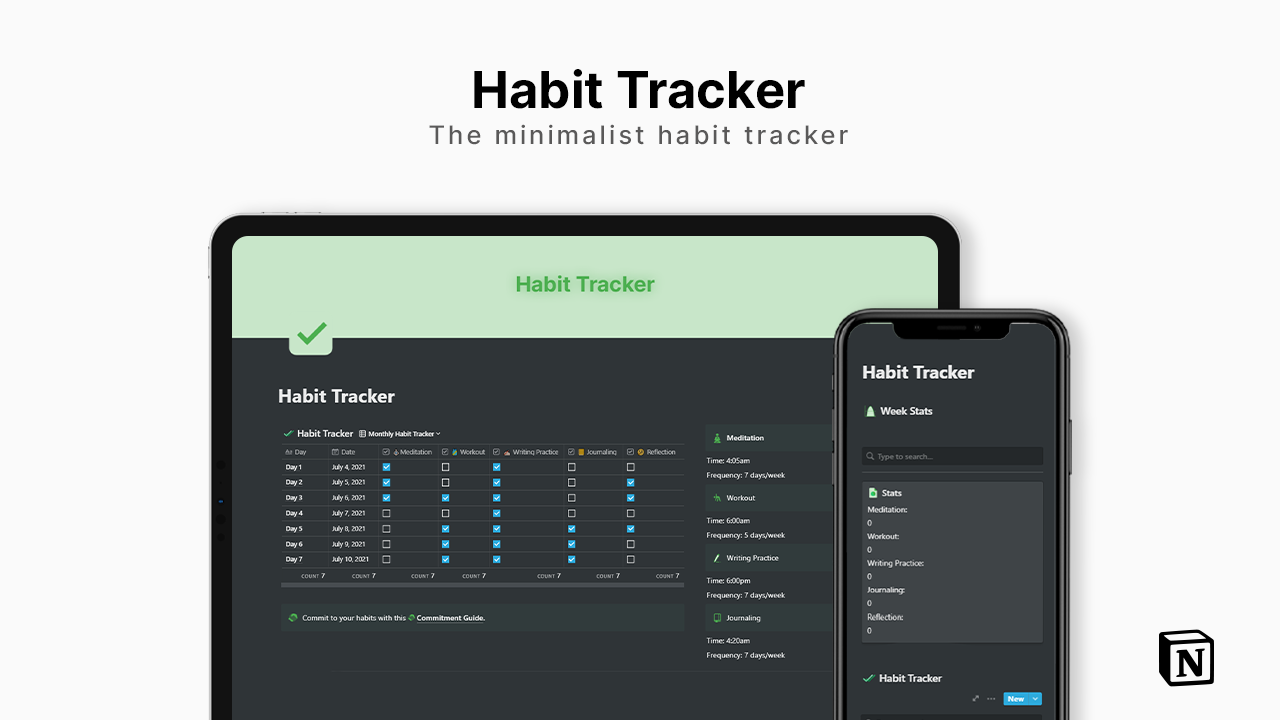 Habit Tracker
The minimalist habit tracker
Habit Tracker
Habit Tracker
Habit Tracker Monthly Habit Tracker
Day Date Meditation Workout Writing Practice Journaling Reflection
Day 1 July 4, 2021
Day 2 July 5, 2021
Day 3 July 6, 2021
Day 4 July 7, 2021
Day 5 July 8, 2021
Day 6 July 9, 2021
Day 7 July 10, 2021
COUNT 7 COUNT 7 COUNT 7 COUNT 7 COUNT 7 COUNT 7 COUNT 7
Commit to your habits with this Commitment Guide.
Meditation
Time: 4:05am
Frequency: 7 days/week
Workout
Time: 6:00am
Frequency: 5 days/week
Writing Practice
Time: 6:00pm
Frequency: 7 days/week
Journaling
Time: 4:20am
Frequency: 7 days/week
Habit Tracker
Week Stats
Type to search...
Stats
Meditation:
0
Workout:
0
Writing Practice:
0
Journaling:
0
Reflection:
0
Habit Tracker
New
N